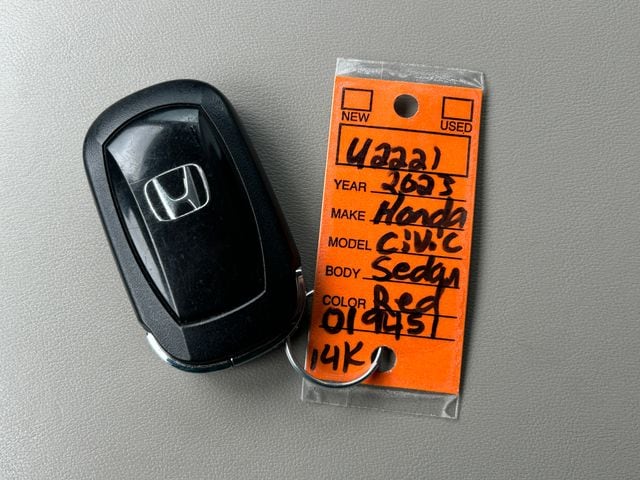 NEW USED
U2221
YEAR 2023
MAKE Honda
MODEL Civic
BODY Sedan
COLOR Red
019451
14K